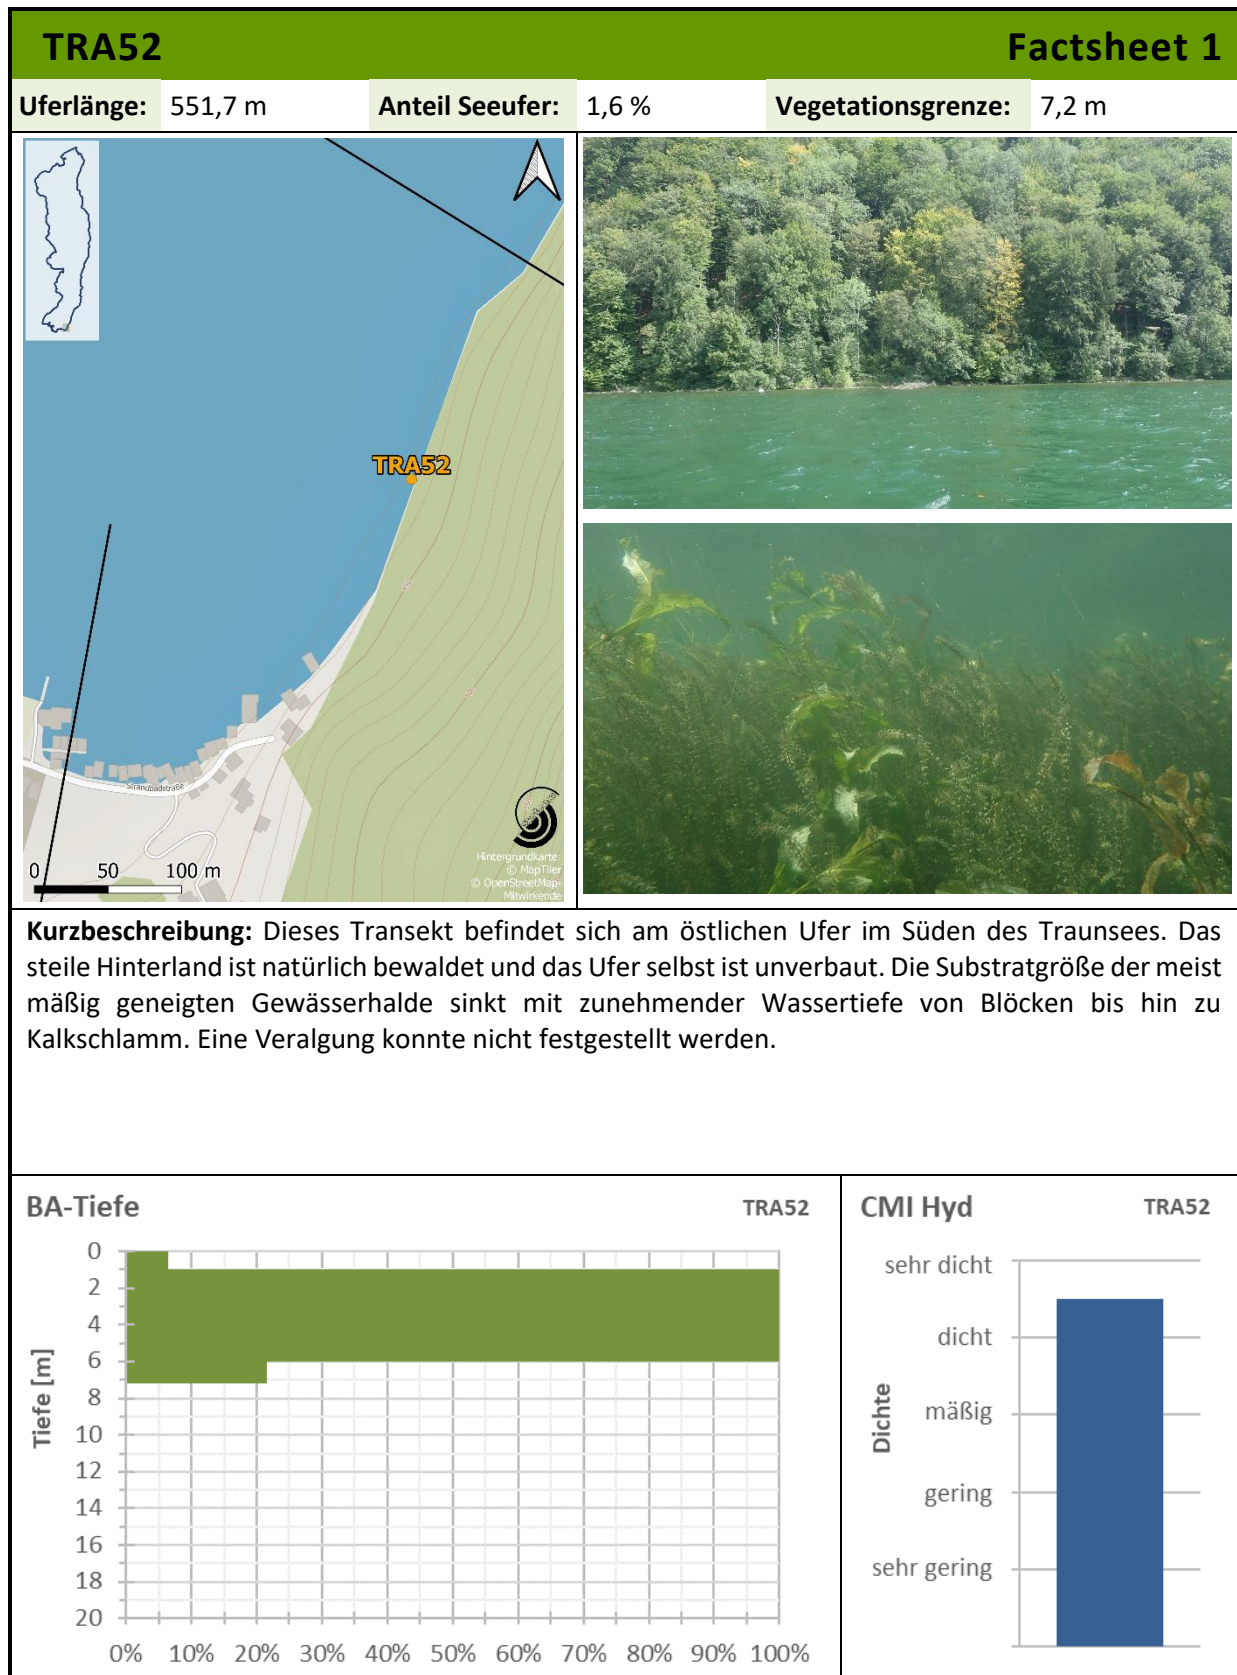 TRA52 Factsheet 1
Uferlänge: 551,7 m Anteil Seeufer: 1,6 % Vegetationsgrenze: 7,2 m
TRA52
Strandbadstraße
0 50 100 m
Hintergrundkarte:
© MapTiler
© OpenStreetMap-
Mitwirkende
Kurzbeschreibung: Dieses Transekt befindet sich am östlichen Ufer im Süden des Traunsees. Das
steile Hinterland ist natürlich bewaldet und das Ufer selbst ist unverbaut. Die Substratgröße der meist
mäßig geneigten Gewässerhalde sinkt mit zunehmender Wassertiefe von Blöcken bis hin zu
Kalkschlamm. Eine Veralgung konnte nicht festgestellt werden.
BA-Tiefe TRA52
Tiefe [m]
0
2
4
6
8
10
12
14
16
18
20
0% 10% 20% 30% 40% 50% 60% 70% 80% 90% 100%
CMI Hyd TRA52
Dichte
sehr dicht
dicht
mäßig
gering
sehr gering